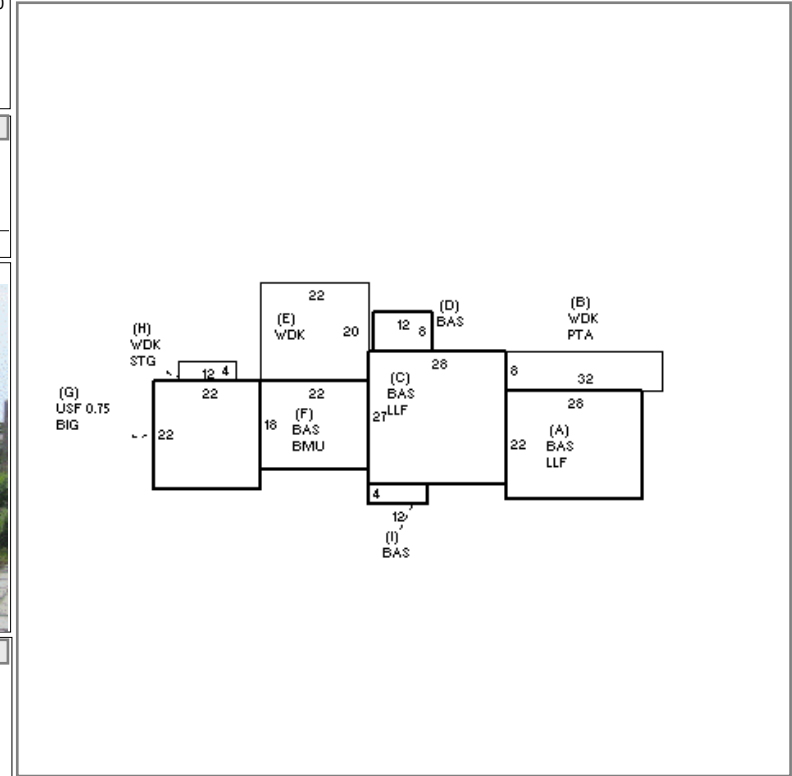 22
(E)
WDK
20
(D)
BAS
12 8
(B)
WDK
PTA
(H)
WDK
STG
12 4
28
8
32
(G)
USF 0.75
BIG
22
22
22
18
(F)
BAS
BMU
(C)
BAS
LLF
27
28
22
(A)
BAS
LLF
4
12
(I)
BAS